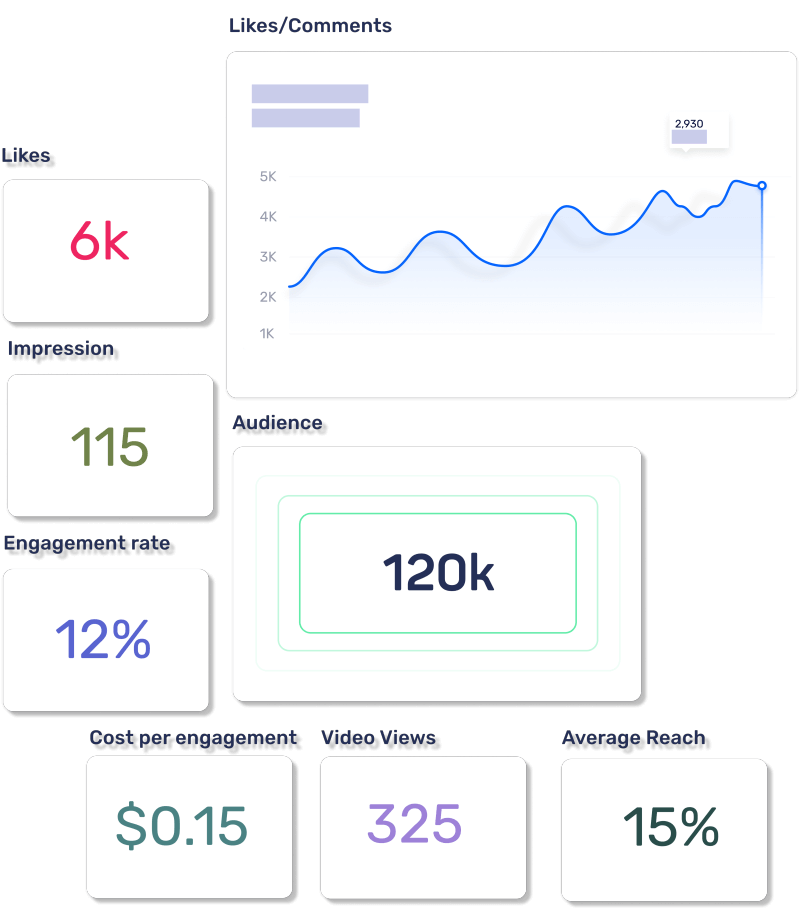 Likes/Comments
2,930
5K
4K
3K
2K
1K
Likes
6k
Impression
115
Engagement rate
12%
Audience
120k
Cost per engagement
$0.15
Video Views
325
Average Reach
15%